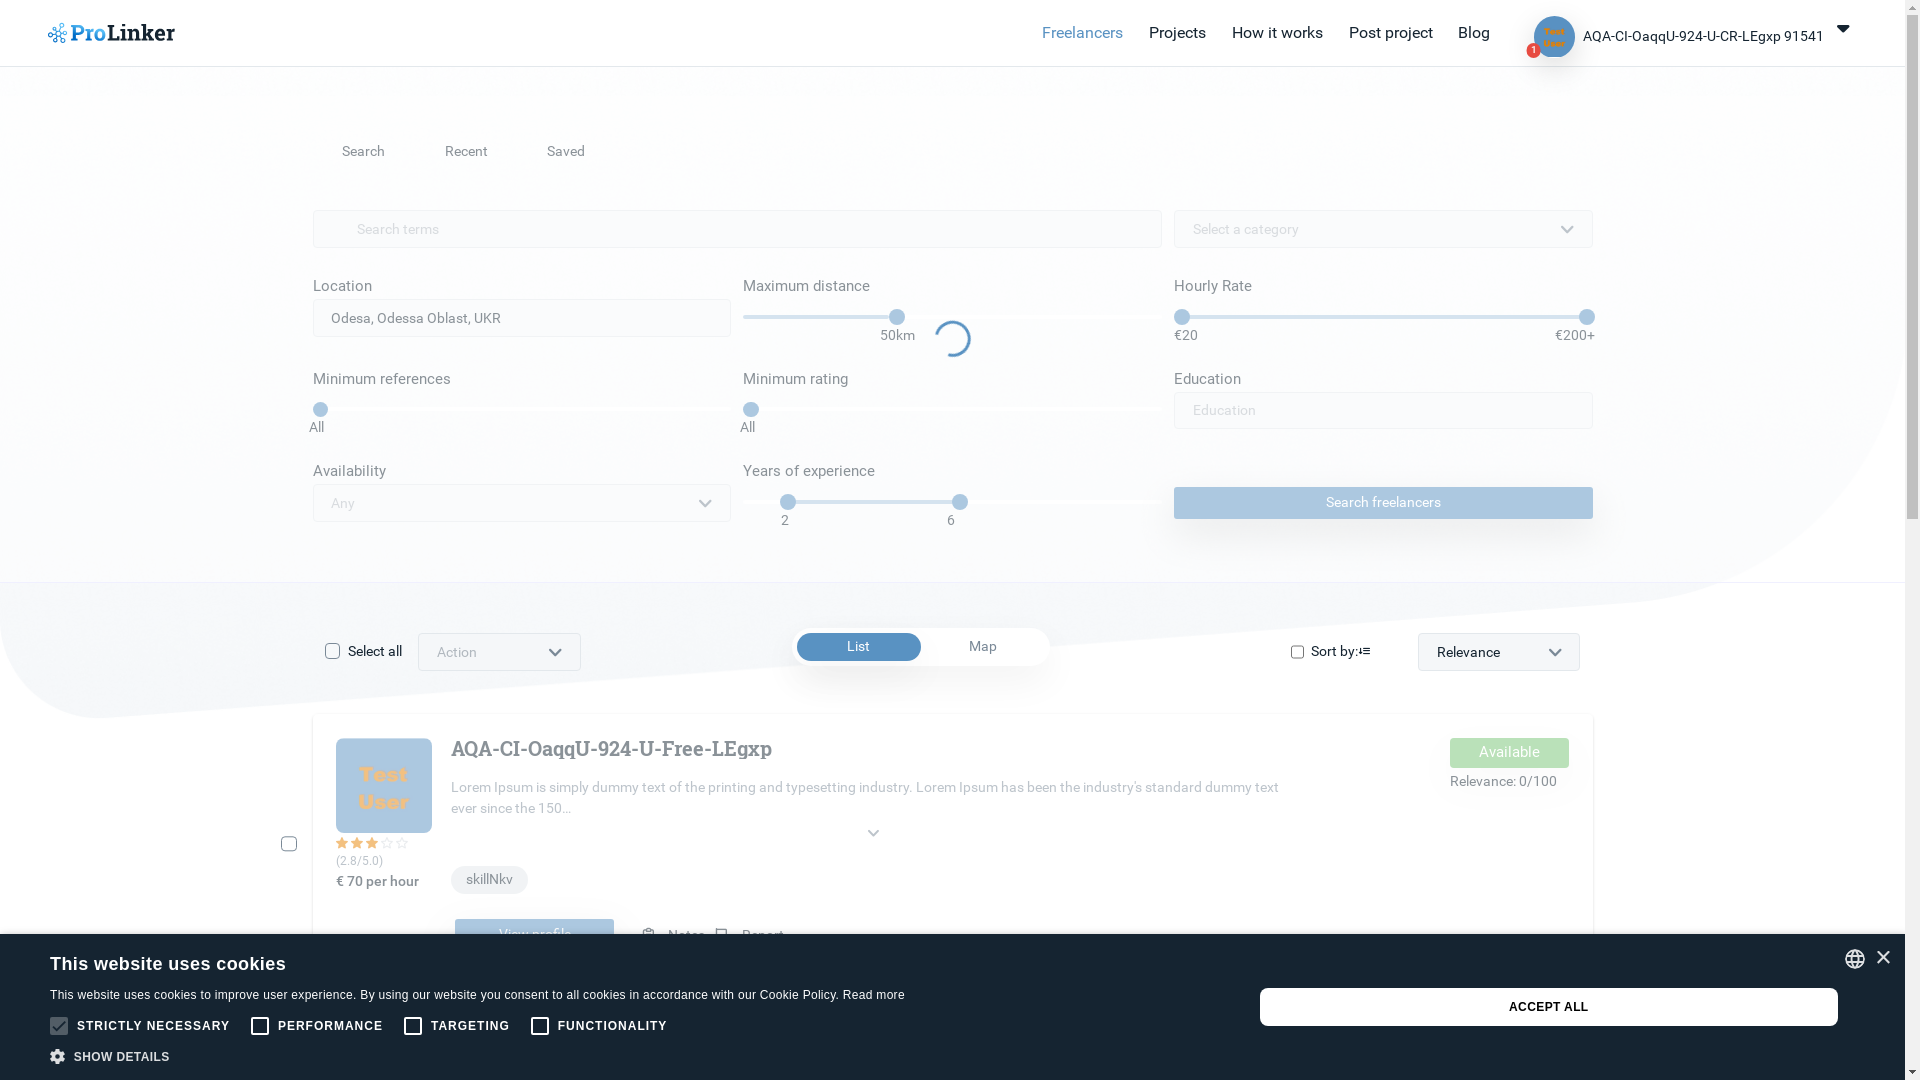 ProLinker
Freelancers Projects How it works Post project Blog
Test User
1
AQA-CI-OaqqU-924-U-CR-LEgxp 91541
Search Recent Saved
Search terms
Select a category
Location
Maximum distance
Hourly Rate
Odesa, Odessa Oblast, UKR
50km
€20 €200+
Minimum references
Minimum rating
Education
All
All
Education
Availability
Years of experience
Any
2 6
Search freelancers
Select all
Action
List Map
Sort by:
Relevance
Test
User
AQA-CI-OaqqU-924-U-Free-LEgxp
Available
Relevance: 0/100
Lorem Ipsum is simply dummy text of the printing and typesetting industry. Lorem Ipsum has been the industry's standard dummy text
ever since the 150...
(2.8/5.0)
€ 70 per hour
skillNkv
View profile Notes Report
This website uses cookies
This website uses cookies to improve user experience. By using our website you consent to all cookies in accordance with our Cookie Policy. Read more
STRICTLY NECESSARY PERFORMANCE TARGETING FUNCTIONALITY
SHOW DETAILS
ACCEPT ALL